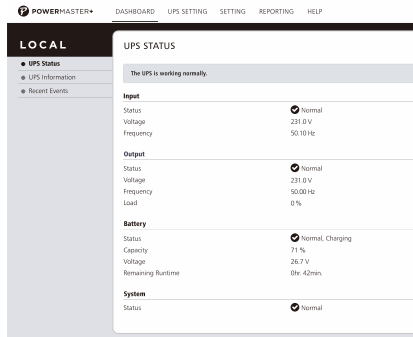 POWERMASTER+ DASHBOARD UPS SETTING SETTING REPORTING HELP
LOCAL
UPS Status
UPS Information
Recent Events
UPS STATUS
The UPS is working normally.
Input
Status Normal
Voltage 231.0 V
Frequency 50.10 Hz
Output
Status Normal
Voltage 231.0 V
Frequency 50.00 Hz
Load 0 %
Battery
Status Normal, Charging
Capacity 71 %
Voltage 26.7 V
Remaining Runtime 0hr. 42min.
System
Status Normal